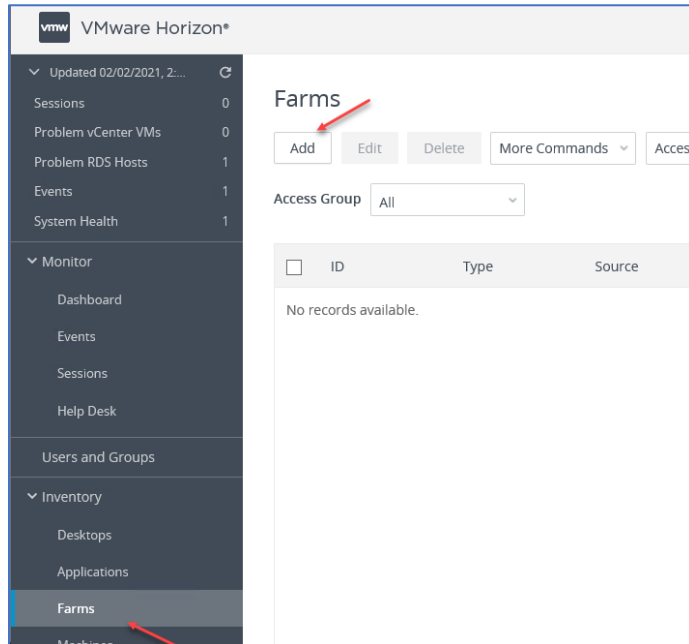 vmw VMware Horizon®
Updated 02/02/2021, 2:...
Sessions 0
Problem vCenter VMs 0
Problem RDS Hosts 1
Events 1
System Health 1
Monitor
Dashboard
Events
Sessions
Help Desk
Users and Groups
Inventory
Desktops
Applications
Farms
Machines
Farms
Add Edit Delete More Commands Acces
Access Group All
ID Type Source
No records available.